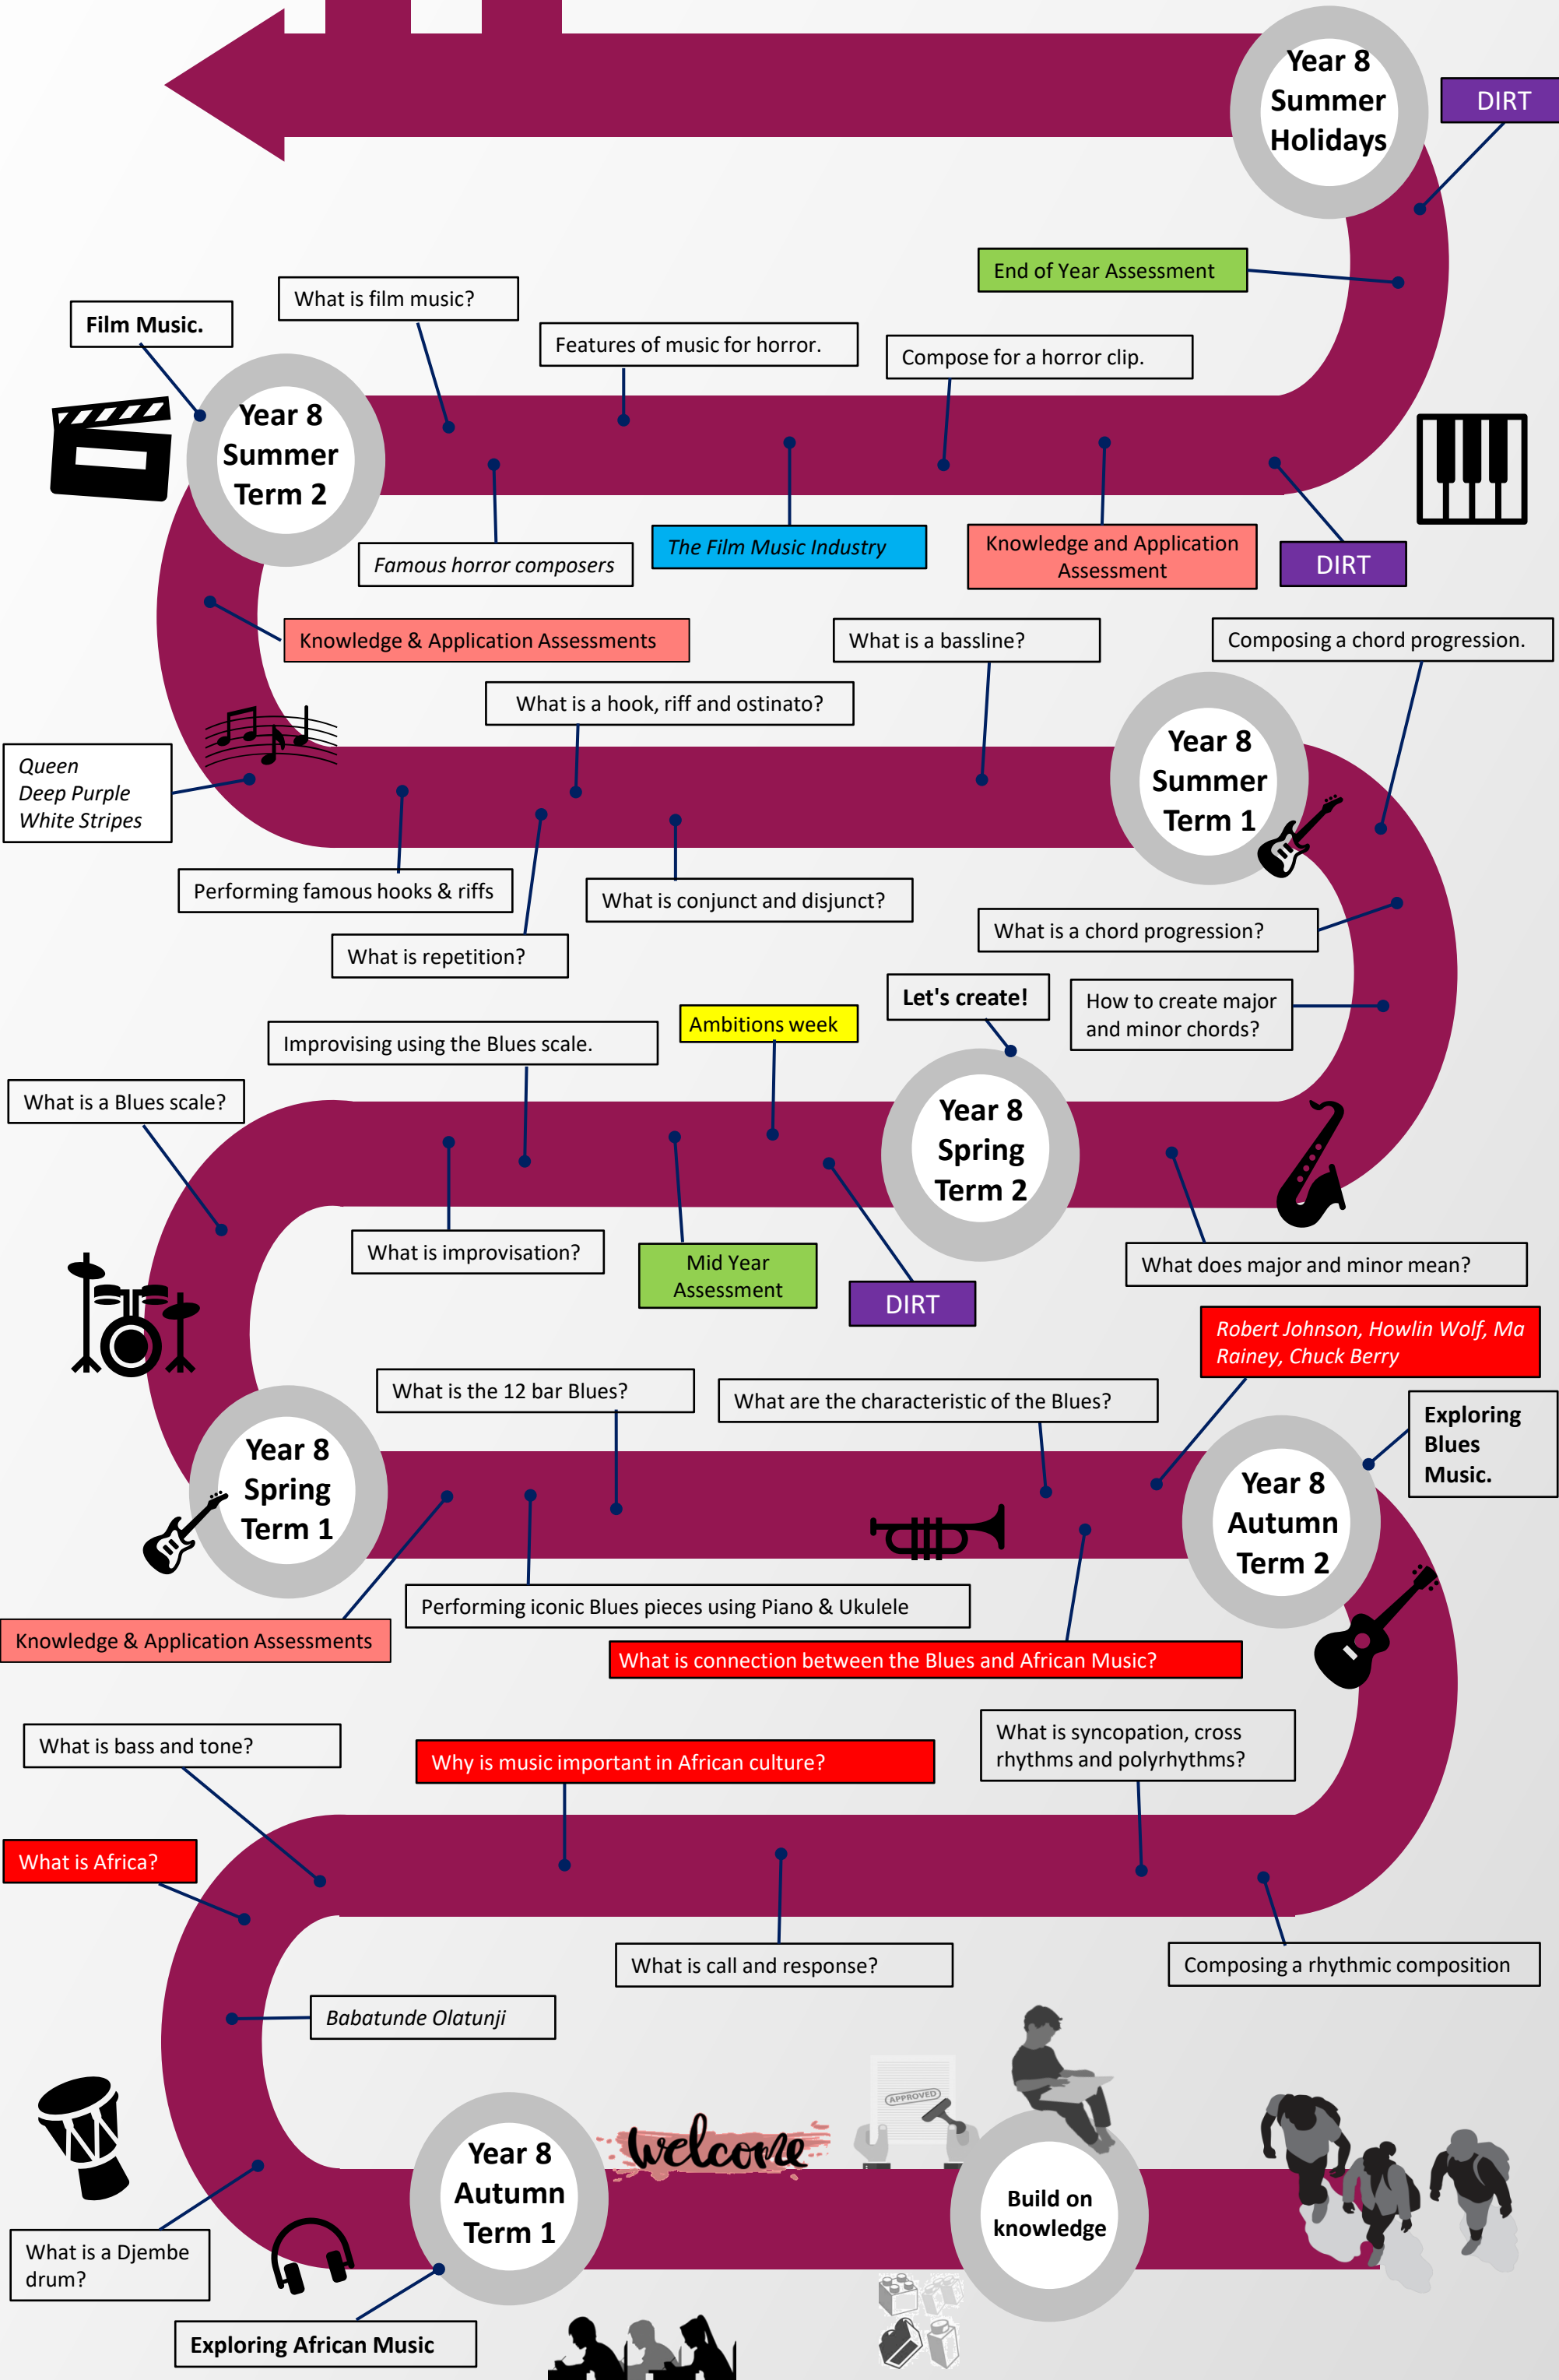 Year 8
Summer
Holidays
DIRT
End of Year Assessment
What is film music?
Film Music.
Features of music for horror.
Compose for a horror clip.
Year 8
Summer
Term 2
Famous horror composers
The Film Music Industry
Knowledge and Application
Assessment
DIRT
Knowledge & Application Assessments
What is a bassline?
Composing a chord progression.
What is a hook, riff and ostinato?
Queen
Deep Purple
White Stripes
Year 8
Summer
Term 1
Performing famous hooks & riffs
What is conjunct and disjunct?
What is repetition?
What is a chord progression?
Let's create!
How to create major
and minor chords?
Ambitions week
Improvising using the Blues scale.
What is a Blues scale?
Year 8
Spring
Term 2
What is improvisation?
Mid Year
Assessment
DIRT
What does major and minor mean?
Robert Johnson, Howlin Wolf, Ma
Rainey, Chuck Berry
What is the 12 bar Blues?
What are the characteristic of the Blues?
Exploring
Blues
Music.
Year 8
Spring
Term 1
Year 8
Autumn
Term 2
Performing iconic Blues pieces using Piano & Ukulele
Knowledge & Application Assessments
What is connection between the Blues and African Music?
What is bass and tone?
Why is music important in African culture?
What is syncopation, cross
rhythms and polyrhythms?
What is Africa?
What is call and response?
Composing a rhythmic composition
Babatunde Olatunji
APPROVED
welcome
Year 8
Autumn
Term 1
Build on
knowledge
What is a Djembe
drum?
Exploring African Music